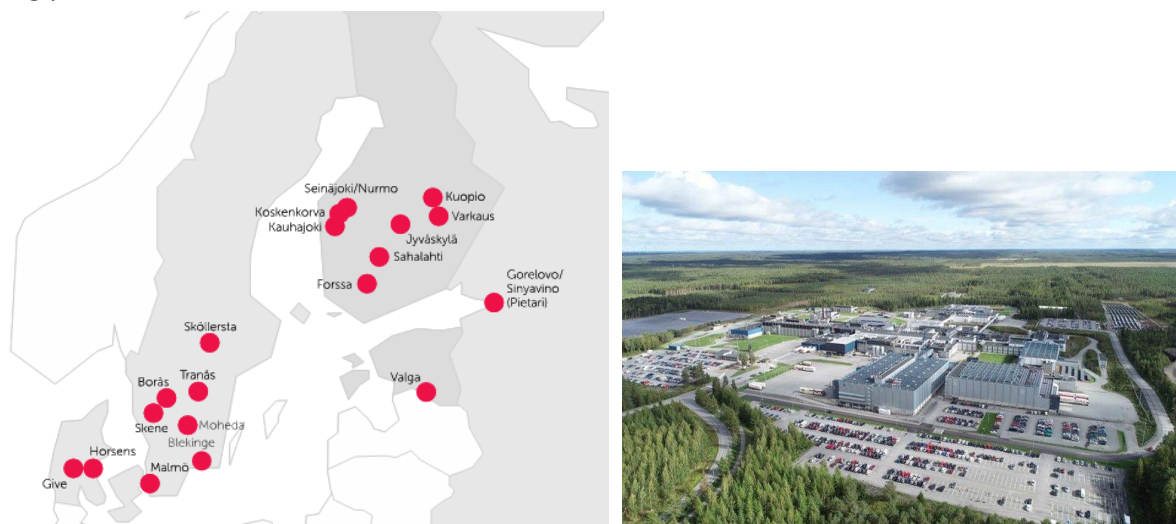 Seinäjoki/Nurmo
Kuopio
Koskenkorva
Varkaus
Kauhajoki
Jyväskylä
Sahalahti
Gorelovo/
Sinyavino
(Pietari)
Forssa
Sköllersta
Valga
Tranås
Borås
Skene
Moheda
Blekinge
Horsens
Malmö
Give